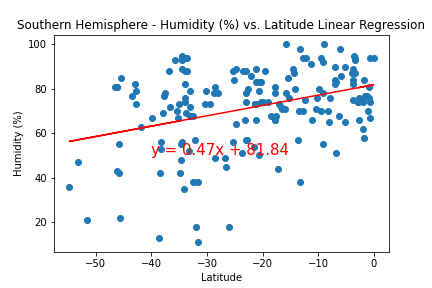 Southern Hemisphere - Humidity (%) vs. Latitude Linear Regression
100
80
60
40
20
Humidity (%)
y = 0.47x + 81.84
−50
−40
−30
−20
−10
0
Latitude